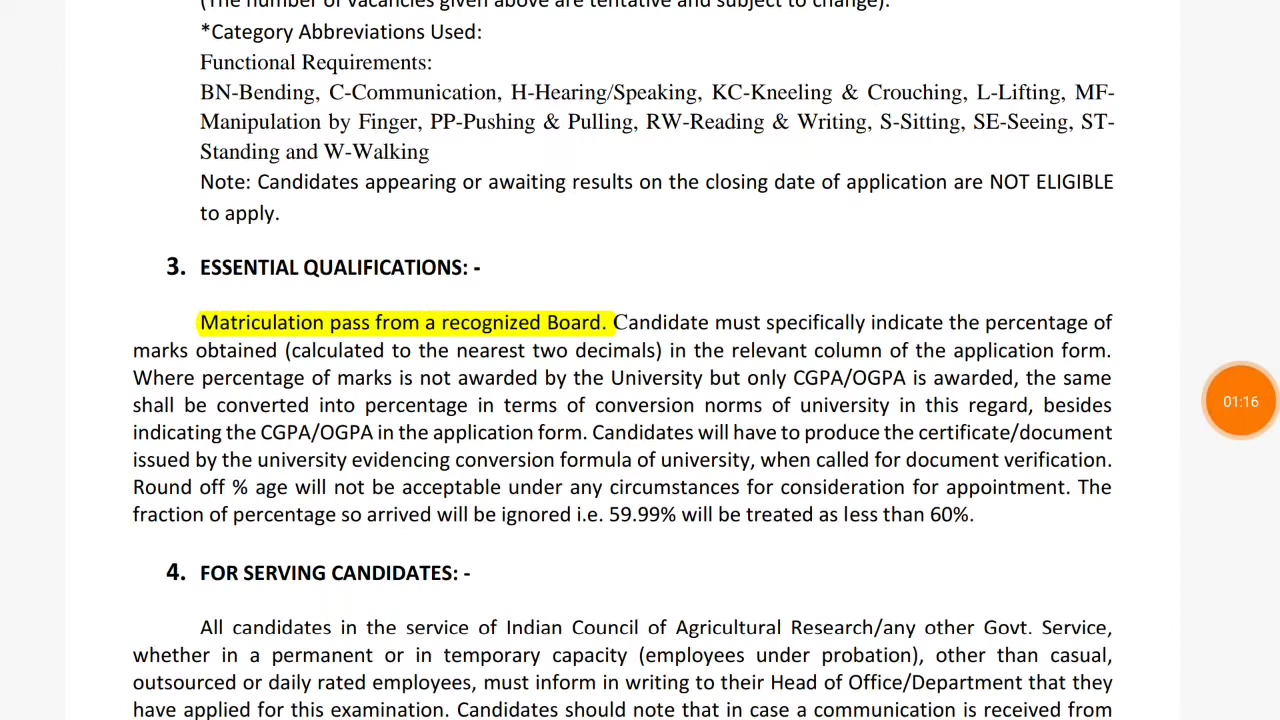 (The number of vacancies given above are tentative and subject to change).
*Category Abbreviations Used:
Functional Requirements:
BN-Bending, C-Communication, H-Hearing/Speaking, KC-Kneeling & Crouching, L-Lifting, MF-
Manipulation by Finger, PP-Pushing & Pulling, RW-Reading & Writing, S-Sitting, SE-Seeing, ST-
Standing and W-Walking
Note: Candidates appearing or awaiting results on the closing date of application are NOT ELIGIBLE
to apply.
3. ESSENTIAL QUALIFICATIONS: -
Matriculation pass from a recognized Board. Candidate must specifically indicate the percentage of
marks obtained (calculated to the nearest two decimals) in the relevant column of the application form.
Where percentage of marks is not awarded by the University but only CGPA/OGPA is awarded, the same
shall be converted into percentage in terms of conversion norms of university in this regard, besides
indicating the CGPA/OGPA in the application form. Candidates will have to produce the certificate/document
issued by the university evidencing conversion formula of university, when called for document verification.
Round off % age will not be acceptable under any circumstances for consideration for appointment. The
fraction of percentage so arrived will be ignored i.e. 59.99% will be treated as less than 60%.
01:16
4. FOR SERVING CANDIDATES: -
All candidates in the service of Indian Council of Agricultural Research/any other Govt. Service,
whether in a permanent or in temporary capacity (employees under probation), other than casual,
outsourced or daily rated employees, must inform in writing to their Head of Office/Department that they
have applied for this examination. Candidates should note that in case a communication is received from